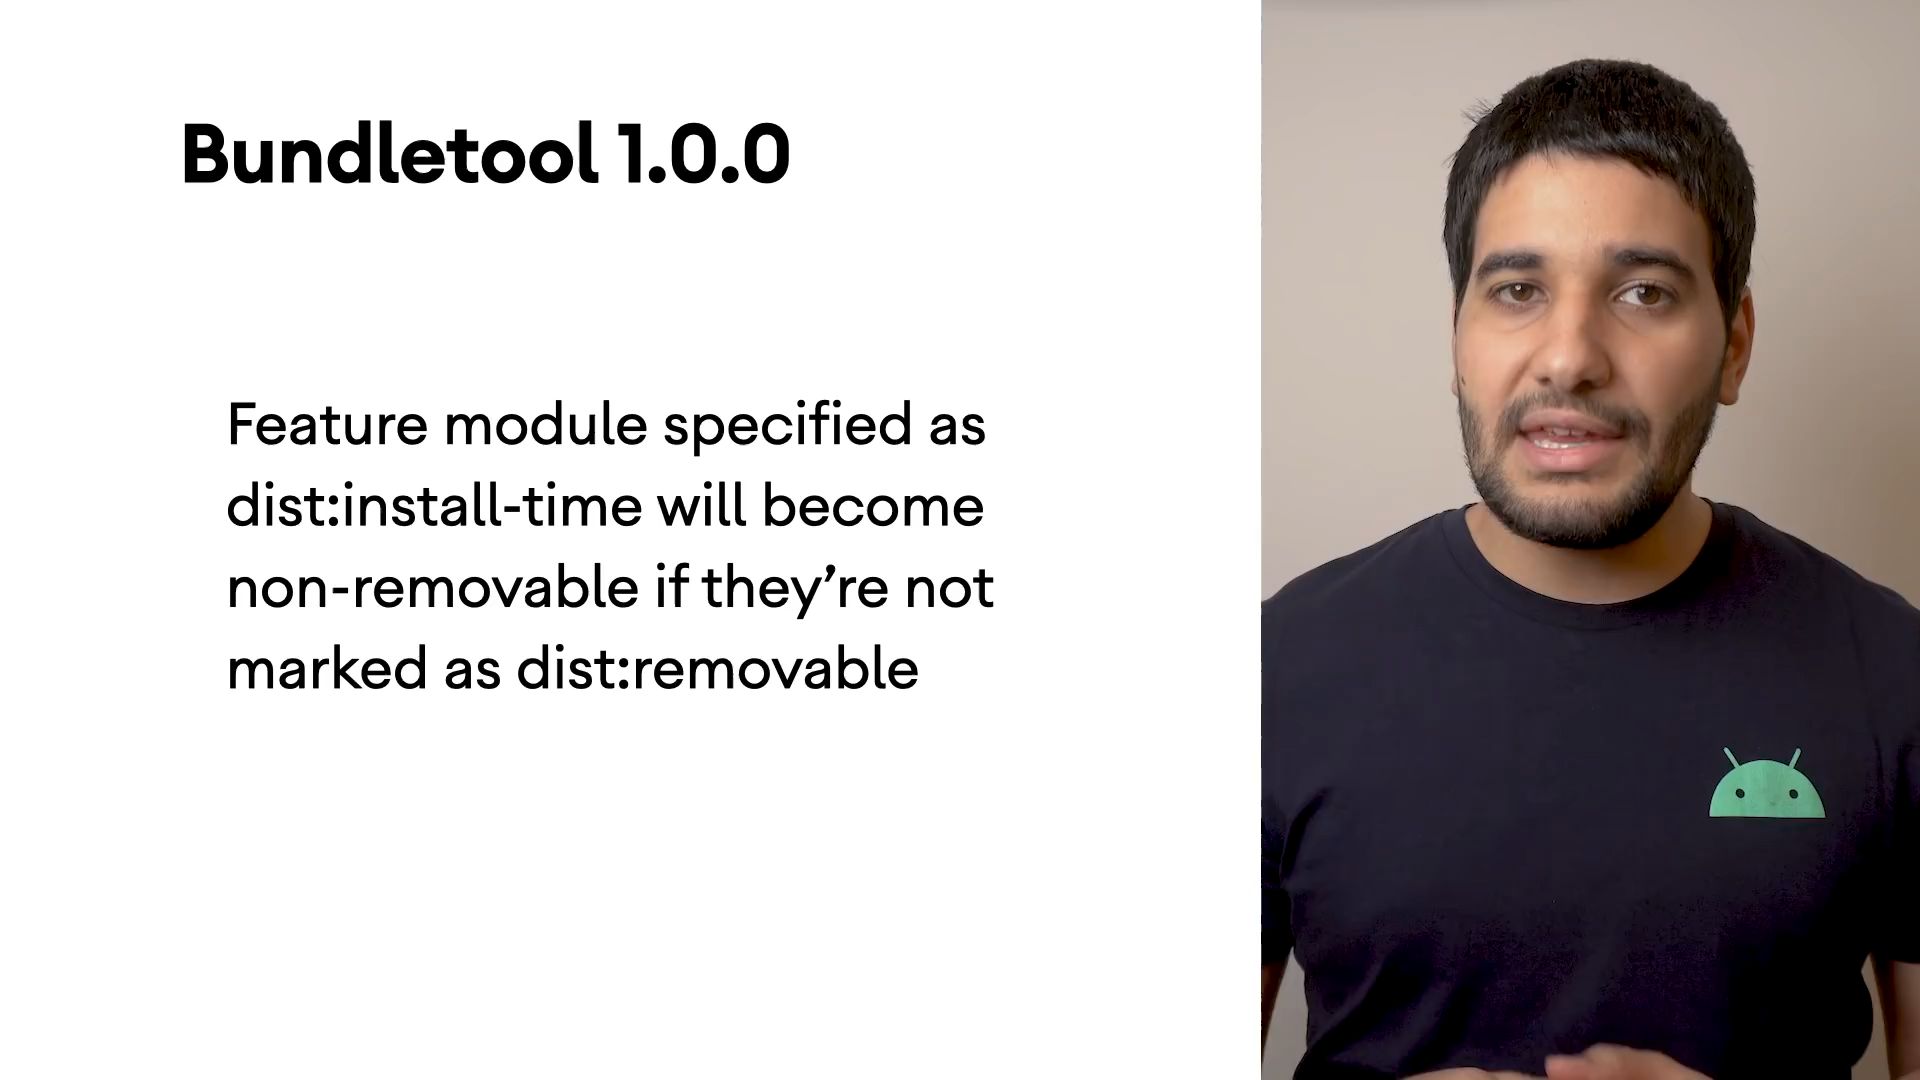 Bundletool 1.0.0
Feature module specified as
dist:install-time will become
non-removable if they’re not
marked as dist:removable